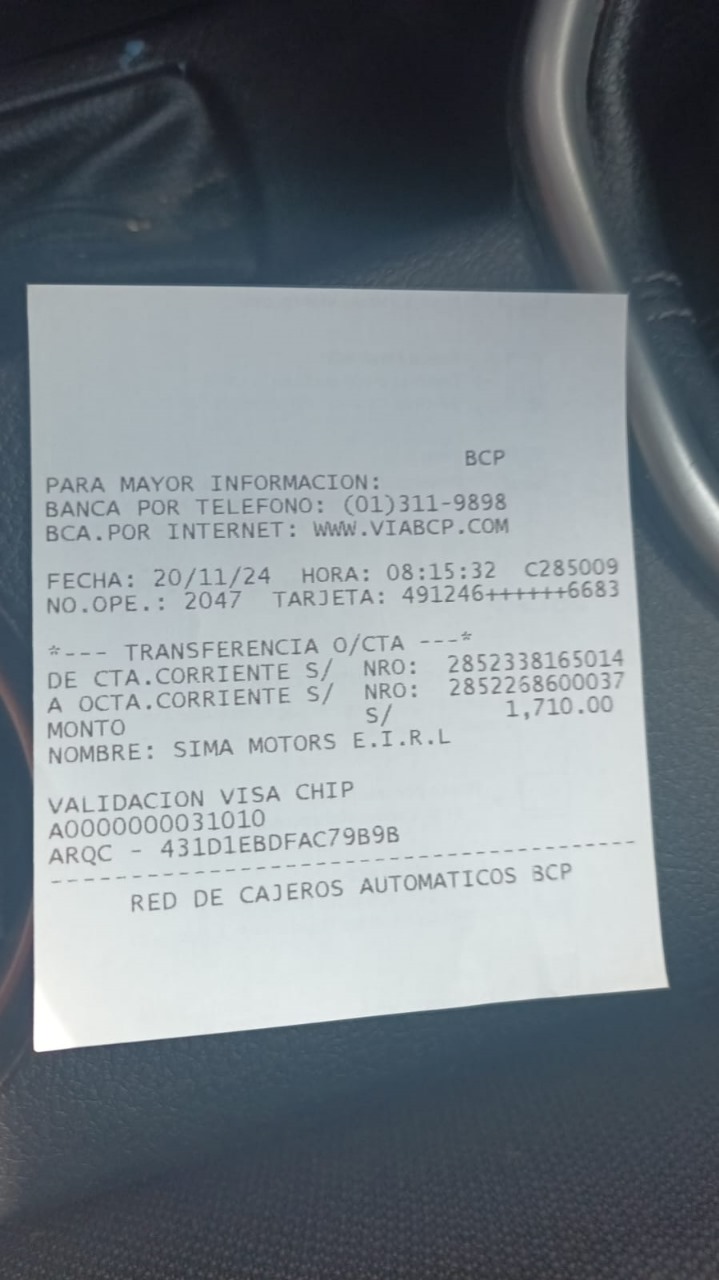 BCP
PARA MAYOR INFORMACION:
BANCA POR TELEFONO: (01)311-9898
BCA.POR INTERNET: WWW.VIABCP.COM
FECHA: 20/11/24 HORA: 08:15:32 C285009
NO.OPE.: 2047 TARJETA: 491246++++++6683
*--- TRANSFERENCIA O/CTA ---*
DE CTA.CORRIENTE S/ NRO: 2852338165014
A OCTA.CORRIENTE S/ NRO: 2852268600037
MONTO S/ 1,710.00
NOMBRE: SIMA MOTORS E.I.R.L
VALIDACION VISA CHIP
A0000000031010
ARQC - 431D1EBDFAC79B9B
--------------------------------------------
RED DE CAJEROS AUTOMATICOS BCP